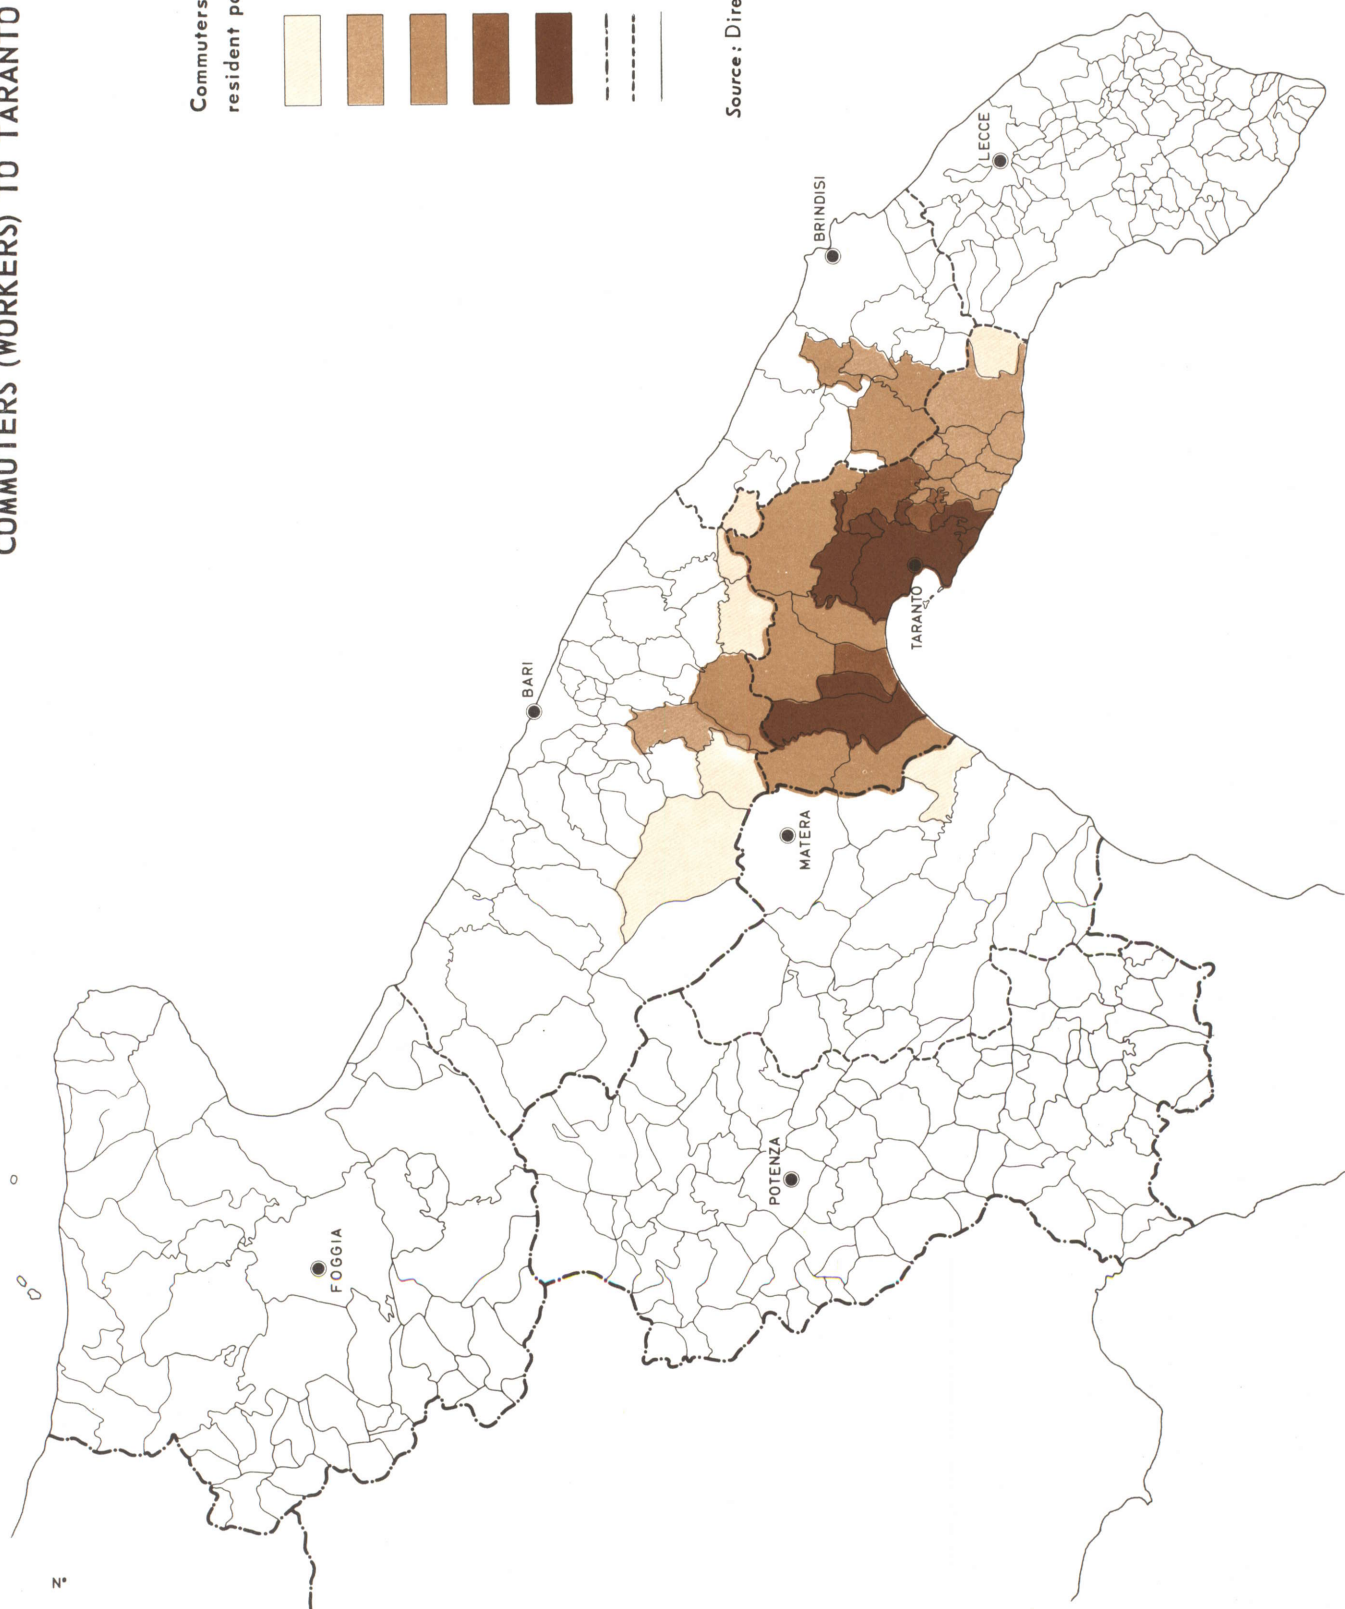 COMMUTERS (WORKERS) TO TARANTO
Commuters
resident po
Source: Dire
LECCE
BRINDISI
TARANTO
BARI
MATERA
POTENZA
FOGGIA
N°